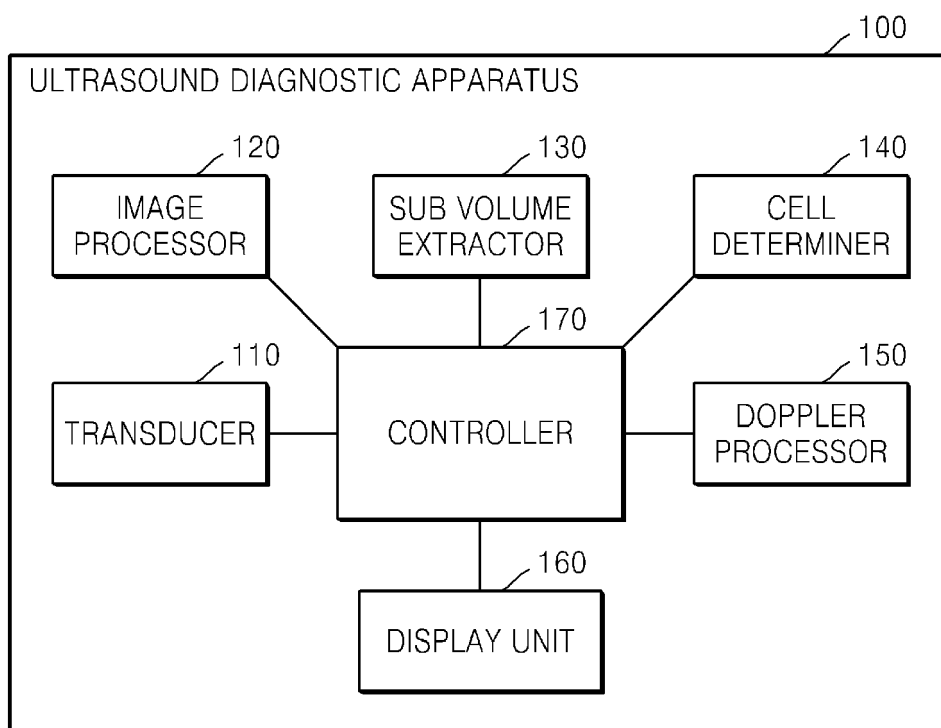 100
ULTRASOUND DIAGNOSTIC APPARATUS
120
130
140
IMAGE
PROCESSOR
SUB VOLUME
EXTRACTOR
CELL
DETERMINER
170
110
150
TRANSDUCER
CONTROLLER
DOPPLER
PROCESSOR
160
DISPLAY UNIT